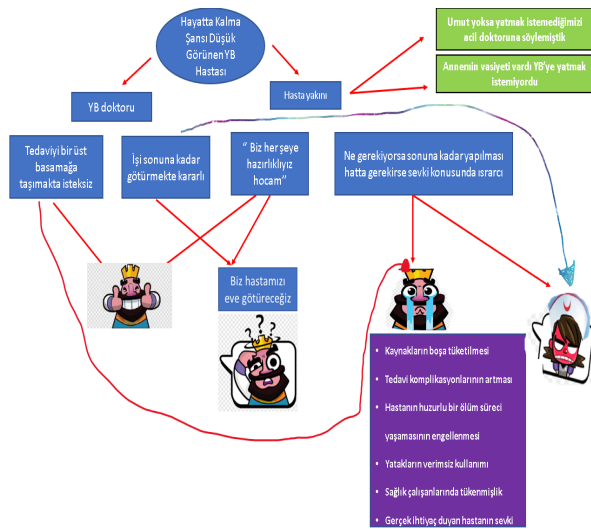 Hayatta Kalma
Şansı Düşük
Görünen YB
Hastası
Umut yoksa yatmak istemediğimizi
acil doktoruna söylemiştik
Annemin vasiyeti vardı YB'ye yatmak
istemiyordu
YB doktoru
Hasta yakını
Tedaviyi bir üst
basamağa
taşımakta isteksiz
İşi sonuna kadar
götürmekte kararlı
" Biz her şeye
hazırlıklıyız
hocam"
Ne gerekiyorsa sonuna kadar yapılması
hatta gerekirse sevki konusunda ısrarcı
Biz hastamızı
eve götüreceğiz
• Kaynakların boşa tüketilmesi
• Tedavi komplikasyonlarının artması
• Hastanın huzurlu bir ölüm süreci
yaşamasının engellenmesi
• Yatakların verimsiz kullanımı
• Sağlık çalışanlarında tükenmişlik
• Gerçek ihtiyaç duyan hastanın sevki